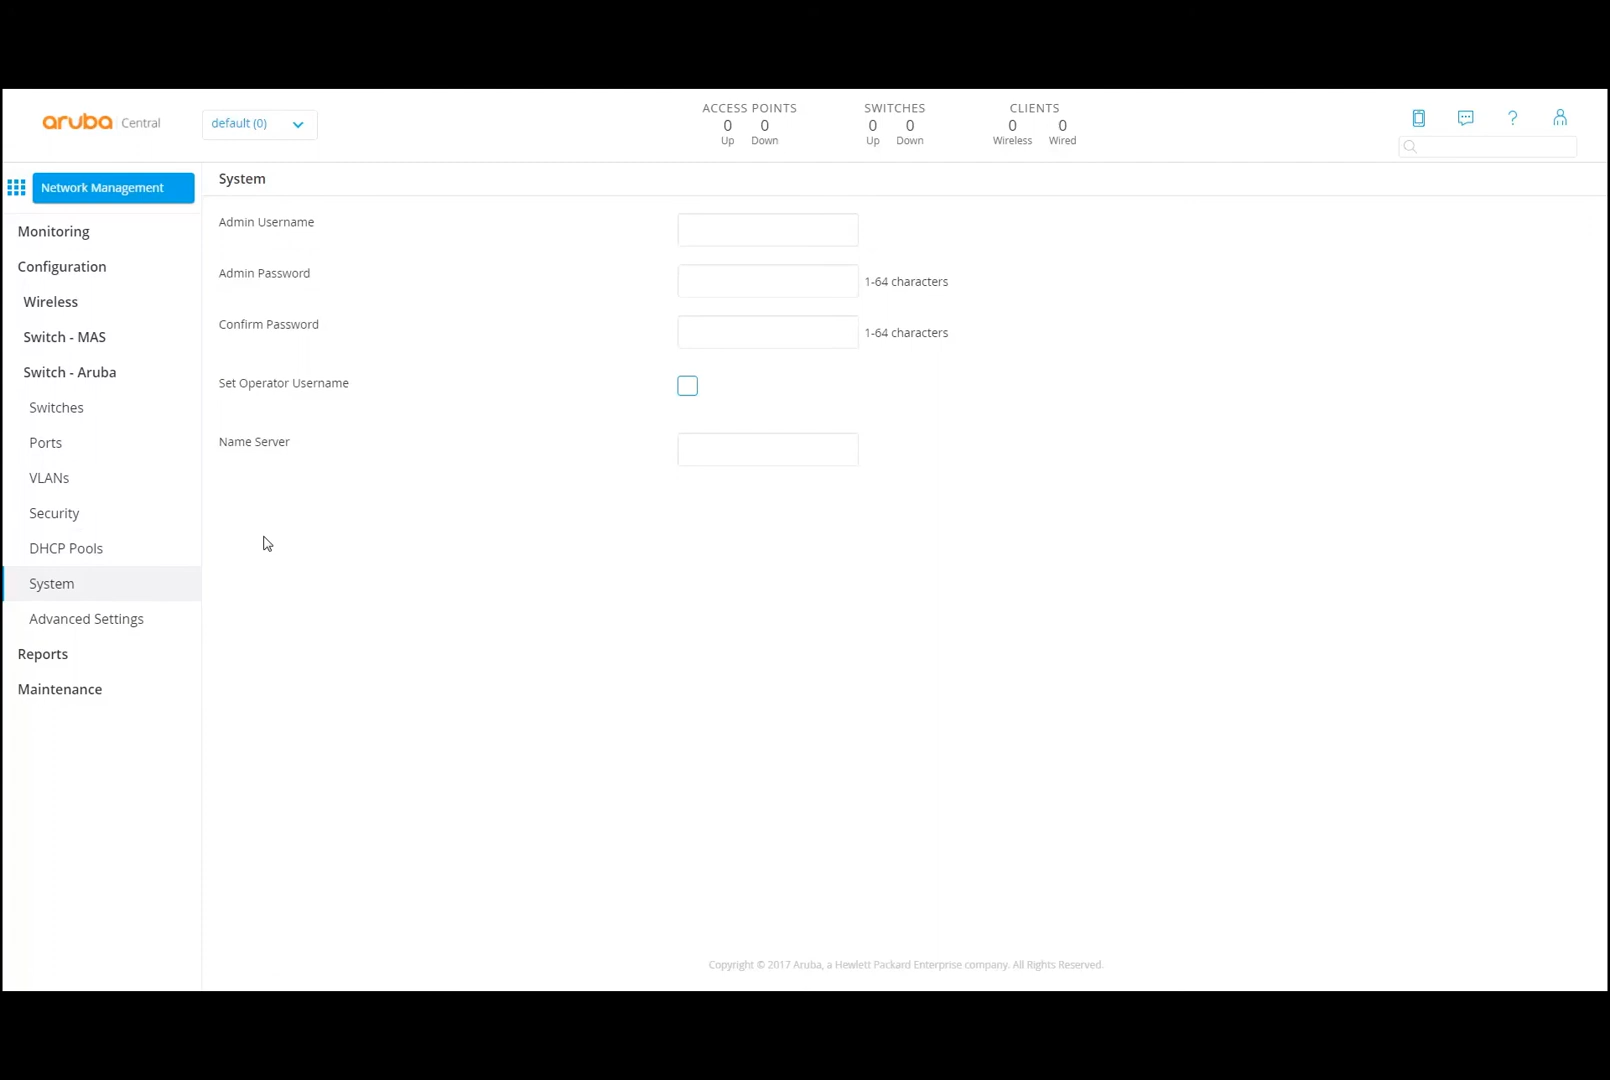 aruba Central
default (0)
ACCESS POINTS
0 0
Up Down
SWITCHES
0 0
Up Down
CLIENTS
0 0
Wireless Wired
?
Network Management
Monitoring
Configuration
Wireless
Switch - MAS
Switch - Aruba
Switches
Ports
VLANs
Security
DHCP Pools
System
Advanced Settings
Reports
Maintenance
System
Admin Username
Admin Password
1-64 characters
Confirm Password
1-64 characters
Set Operator Username
Name Server
Copyright © 2017 Aruba, a Hewlett Packard Enterprise company. All Rights Reserved.